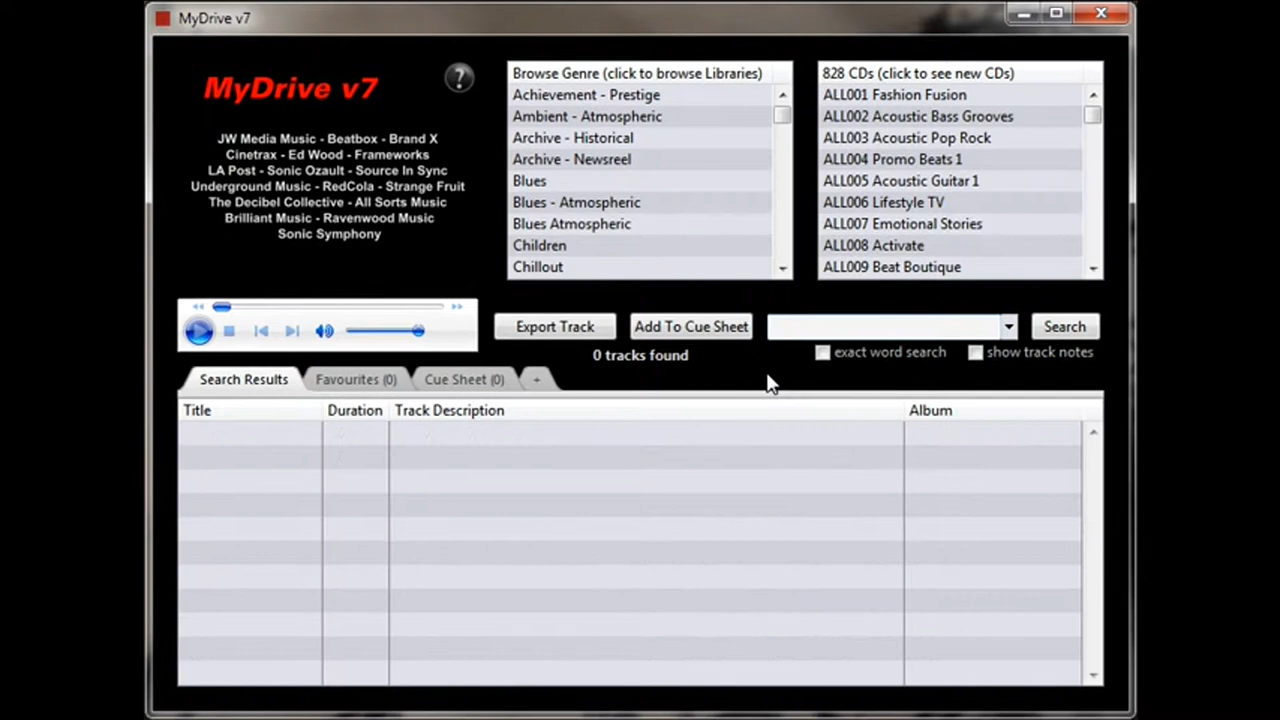 MyDrive v7
MyDrive v7
?
JW Media Music - Beatbox - Brand X
Cinetrax - Ed Wood - Frameworks
LA Post - Sonic Ozault - Source In Sync
Underground Music - RedCola - Strange Fruit
The Decibel Collective - All Sorts Music
Brilliant Music - Ravenwood Music
Sonic Symphony
Browse Genre (click to browse Libraries)
Achievement - Prestige
Ambient - Atmospheric
Archive - Historical
Archive - Newsreel
Blues
Blues - Atmospheric
Blues Atmospheric
Children
Chillout
828 CDs (click to see new CDs)
ALL001 Fashion Fusion
ALL002 Acoustic Bass Grooves
ALL003 Acoustic Pop Rock
ALL004 Promo Beats 1
ALL005 Acoustic Guitar 1
ALL006 Lifestyle TV
ALL007 Emotional Stories
ALL008 Activate
ALL009 Beat Boutique
Export Track
Add To Cue Sheet
Search
0 tracks found
exact word search
show track notes
Search Results
Favourites (0)
Cue Sheet (0)
+
Title
Duration
Track Description
Album